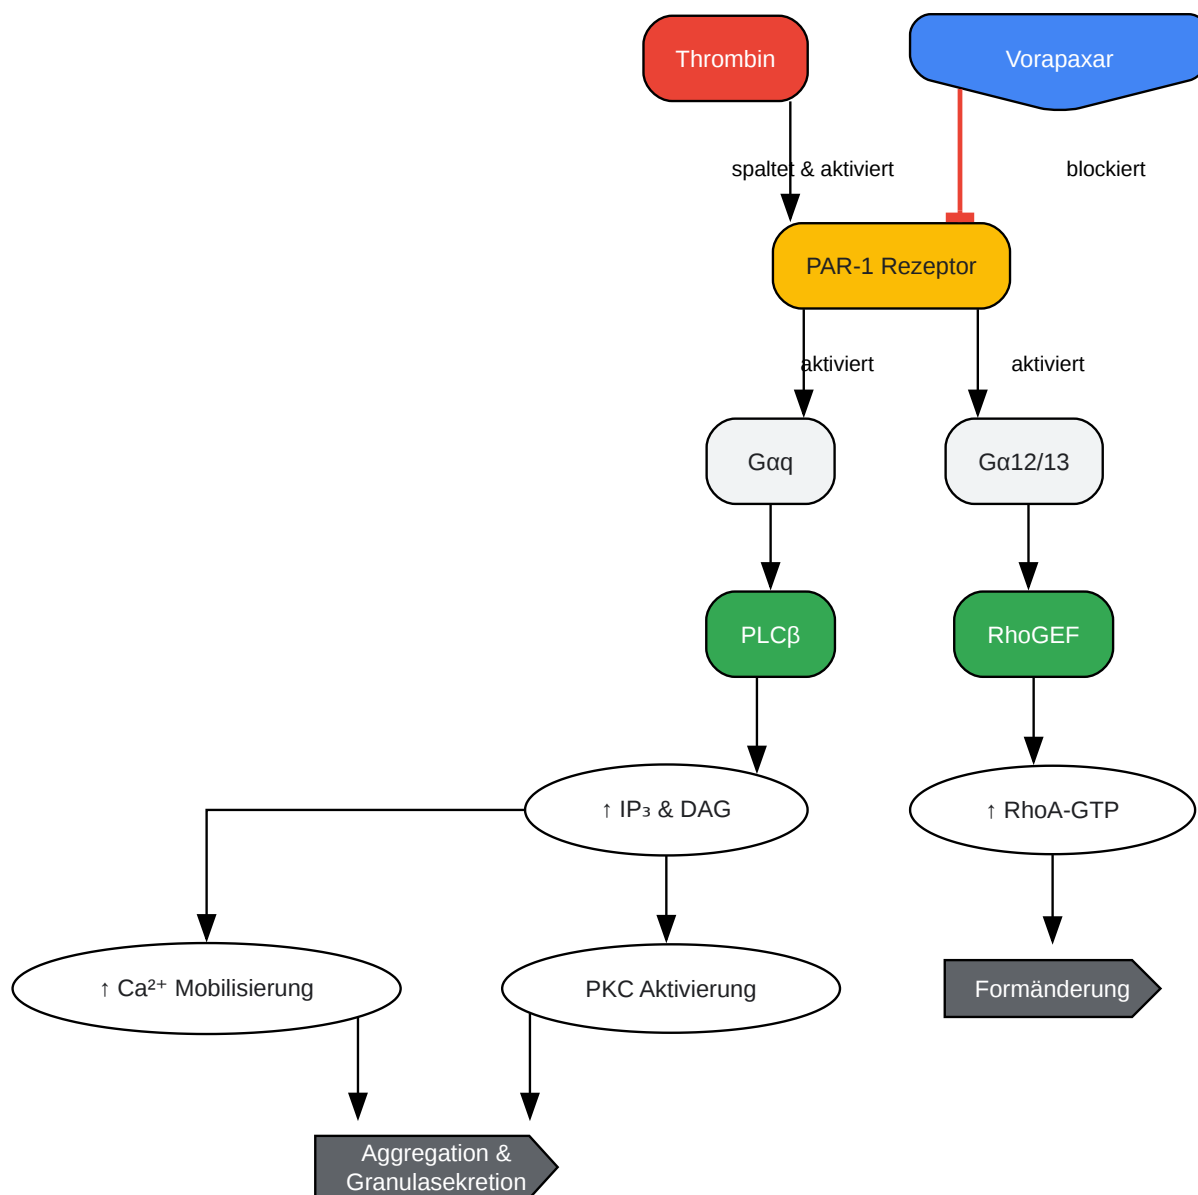 Thrombin
Vorapaxar
spaltet & aktiviert
blockiert
PAR-1 Rezeptor
aktiviert
aktiviert
Gαq
Gα12/13
PLCβ
RhoGEF
↑ IP₃ & DAG
↑ RhoA-GTP
↑ Ca²⁺ Mobilisierung
PKC Aktivierung
Formänderung
Aggregation &
Granulasekretion